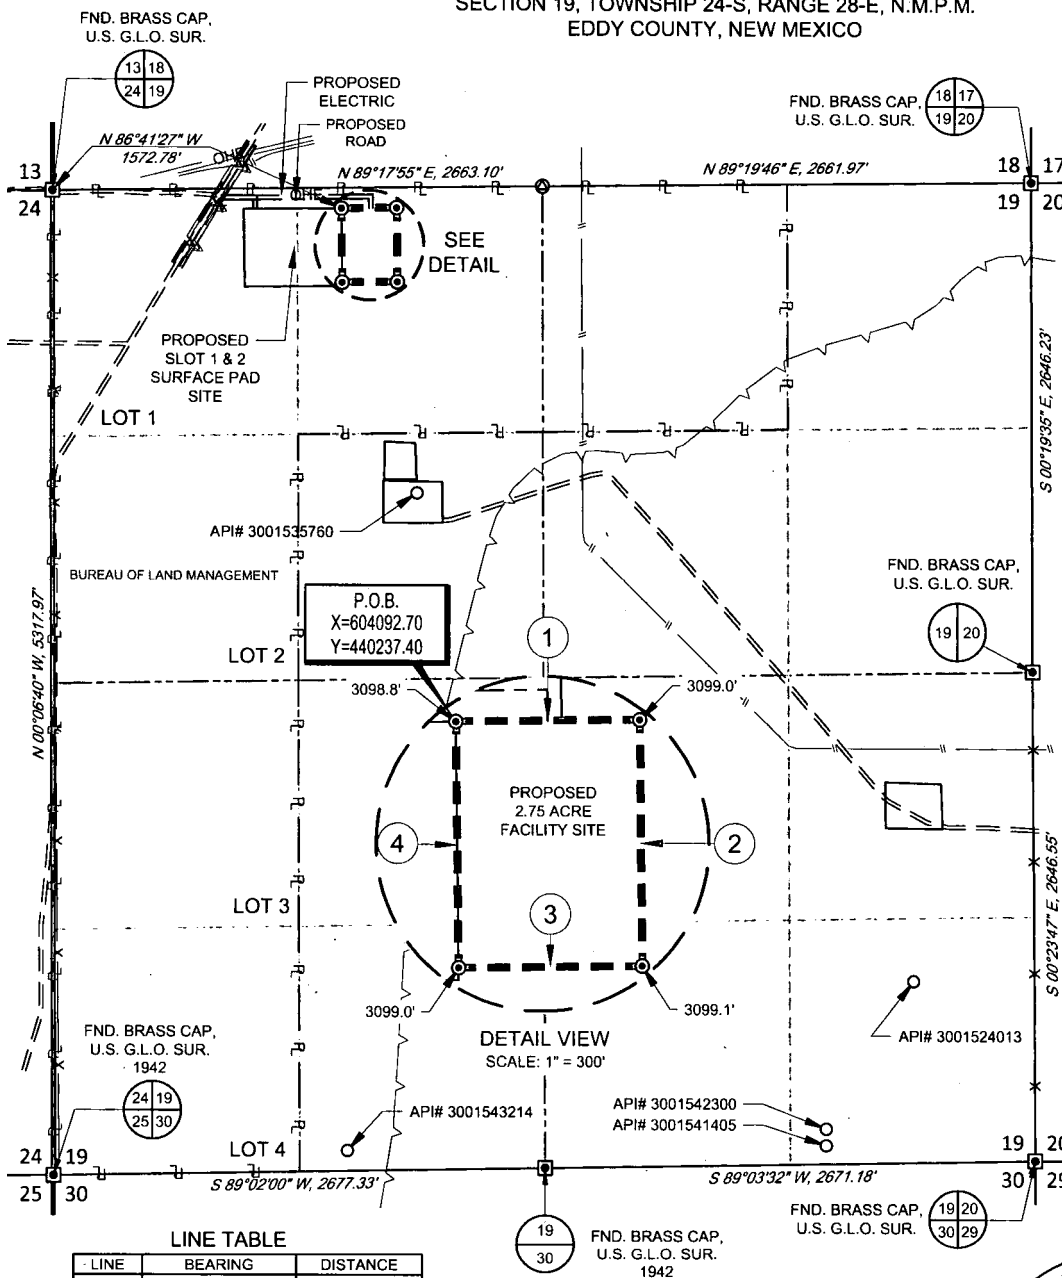 SECTION 19, TOWNSHIP 24-S, RANGE 28-E, N.M.P.M.
EDDY COUNTY, NEW MEXICO
FND. BRASS CAP,
U.S. G.L.O. SUR.
13 18
24 19
PROPOSED
ELECTRIC
PROPOSED
ROAD
FND. BRASS CAP,
U.S. G.L.O. SUR.
18 17
19 20
N 86°41'27" W
1572.78'
OHE
N 89°17'55" E, 2663.10'
N 89°19'46" E, 2661.97'
13
24
18 17
19 20
OHE
SEE
DETAIL
PROPOSED
SLOT 1 & 2
SURFACE PAD
SITE
S 00°19'35" E, 2646.23'
LOT 1
API# 3001535760
BUREAU OF LAND MANAGEMENT
FND. BRASS CAP,
U.S. G.L.O. SUR.
19 20
P.O.B.
X=604092.70
Y=440237.40
N 00°06'40" W, 5317.97'
LOT 2
1
3098.8'
3099.0'
PROPOSED
2.75 ACRE
FACILITY SITE
4
2
LOT 3
3
S 00°23'47" E, 2646.55'
3099.0'
3099.1'
DETAIL VIEW
SCALE: 1" = 300'
API# 3001524013
FND. BRASS CAP,
U.S. G.L.O. SUR.
1942
24 19
25 30
API# 3001543214
API# 3001542300
API# 3001541405
LOT 4
24 19
25 30
19 20
30 29
S 89°02'00" W, 2677.33'
S 89°03'32" W, 2671.18'
19
30
FND. BRASS CAP,
U.S. G.L.O. SUR.
1942
FND. BRASS CAP,
U.S. G.L.O. SUR.
19 20
30 29
LINE TABLE
LINE BEARING DISTANCE